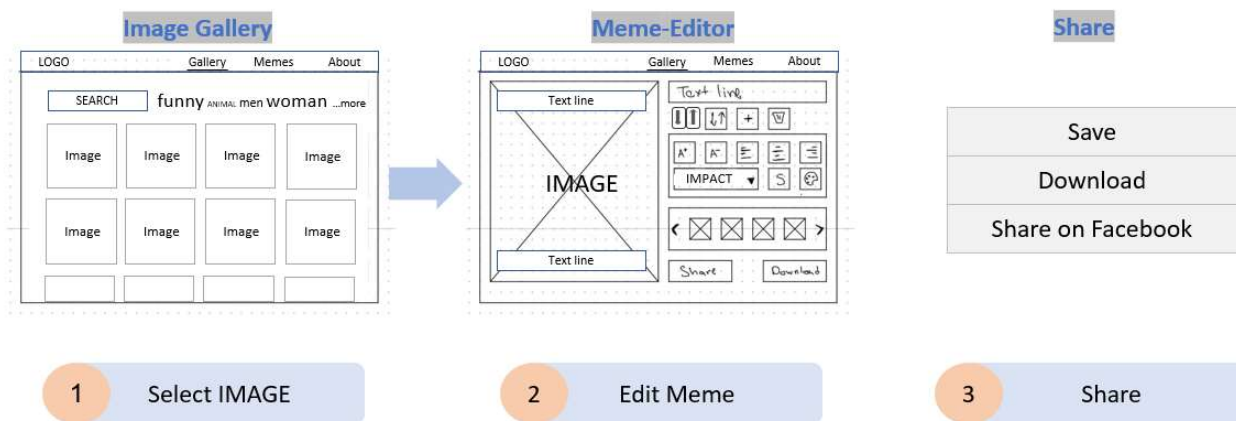 Image Gallery
LOGO Gallery Memes About
SEARCH funny ANIMAL men woman ...more
Image Image Image Image
Image Image Image Image
Meme-Editor
LOGO Gallery Memes About
Text line
IMAGE
Text line
Text line
A+ A-
IMPACT S
Share Download
Share
Save
Download
Share on Facebook
1 Select IMAGE
2 Edit Meme
3 Share